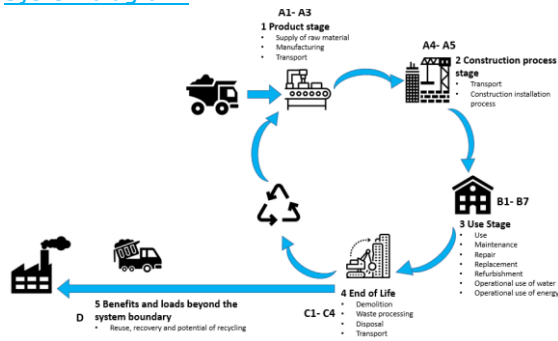 A1- A3
1 Product stage
• Supply of raw material
• Manufacturing
• Transport
A4- A5
2 Construction process
stage
• Transport
• Construction installation
process
B1- B7
3 Use Stage
• Use
• Maintenance
• Repair
• Replacement
• Refurbishment
• Operational use of water
• Operational use of energy
4 End of Life
C1- C4
• Demolition
• Waste processing
• Disposal
• Transport
5 Benefits and loads beyond the
D
system boundary
• Reuse, recovery and potential of recycling